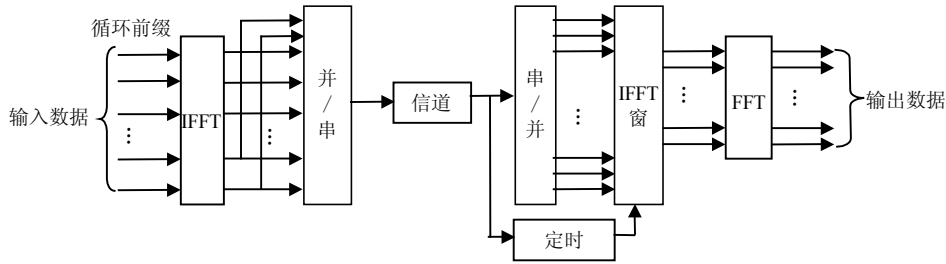 循环前缀
输入数据
IFFT
并
/
串
信道
串
/
并
定时
IFFT
窗
FFT
输出数据